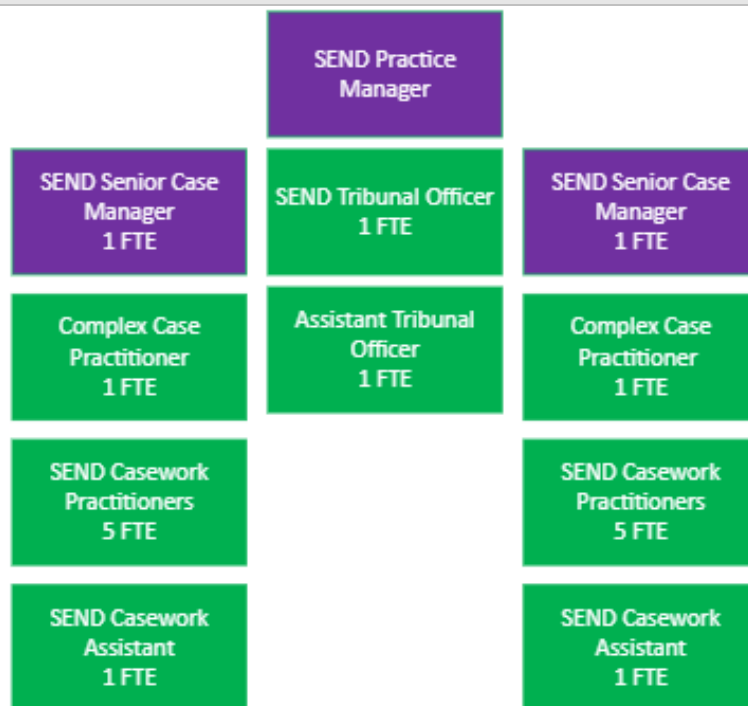 SEND Practice
Manager
SEND Senior Case
Manager
1 FTE
SEND Tribunal Officer
1 FTE
SEND Senior Case
Manager
1 FTE
Complex Case
Practitioner
1 FTE
Assistant Tribunal
Officer
1 FTE
Complex Case
Practitioner
1 FTE
SEND Casework
Practitioners
5 FTE
SEND Casework
Practitioners
5 FTE
SEND Casework
Assistant
1 FTE
SEND Casework
Assistant
1 FTE